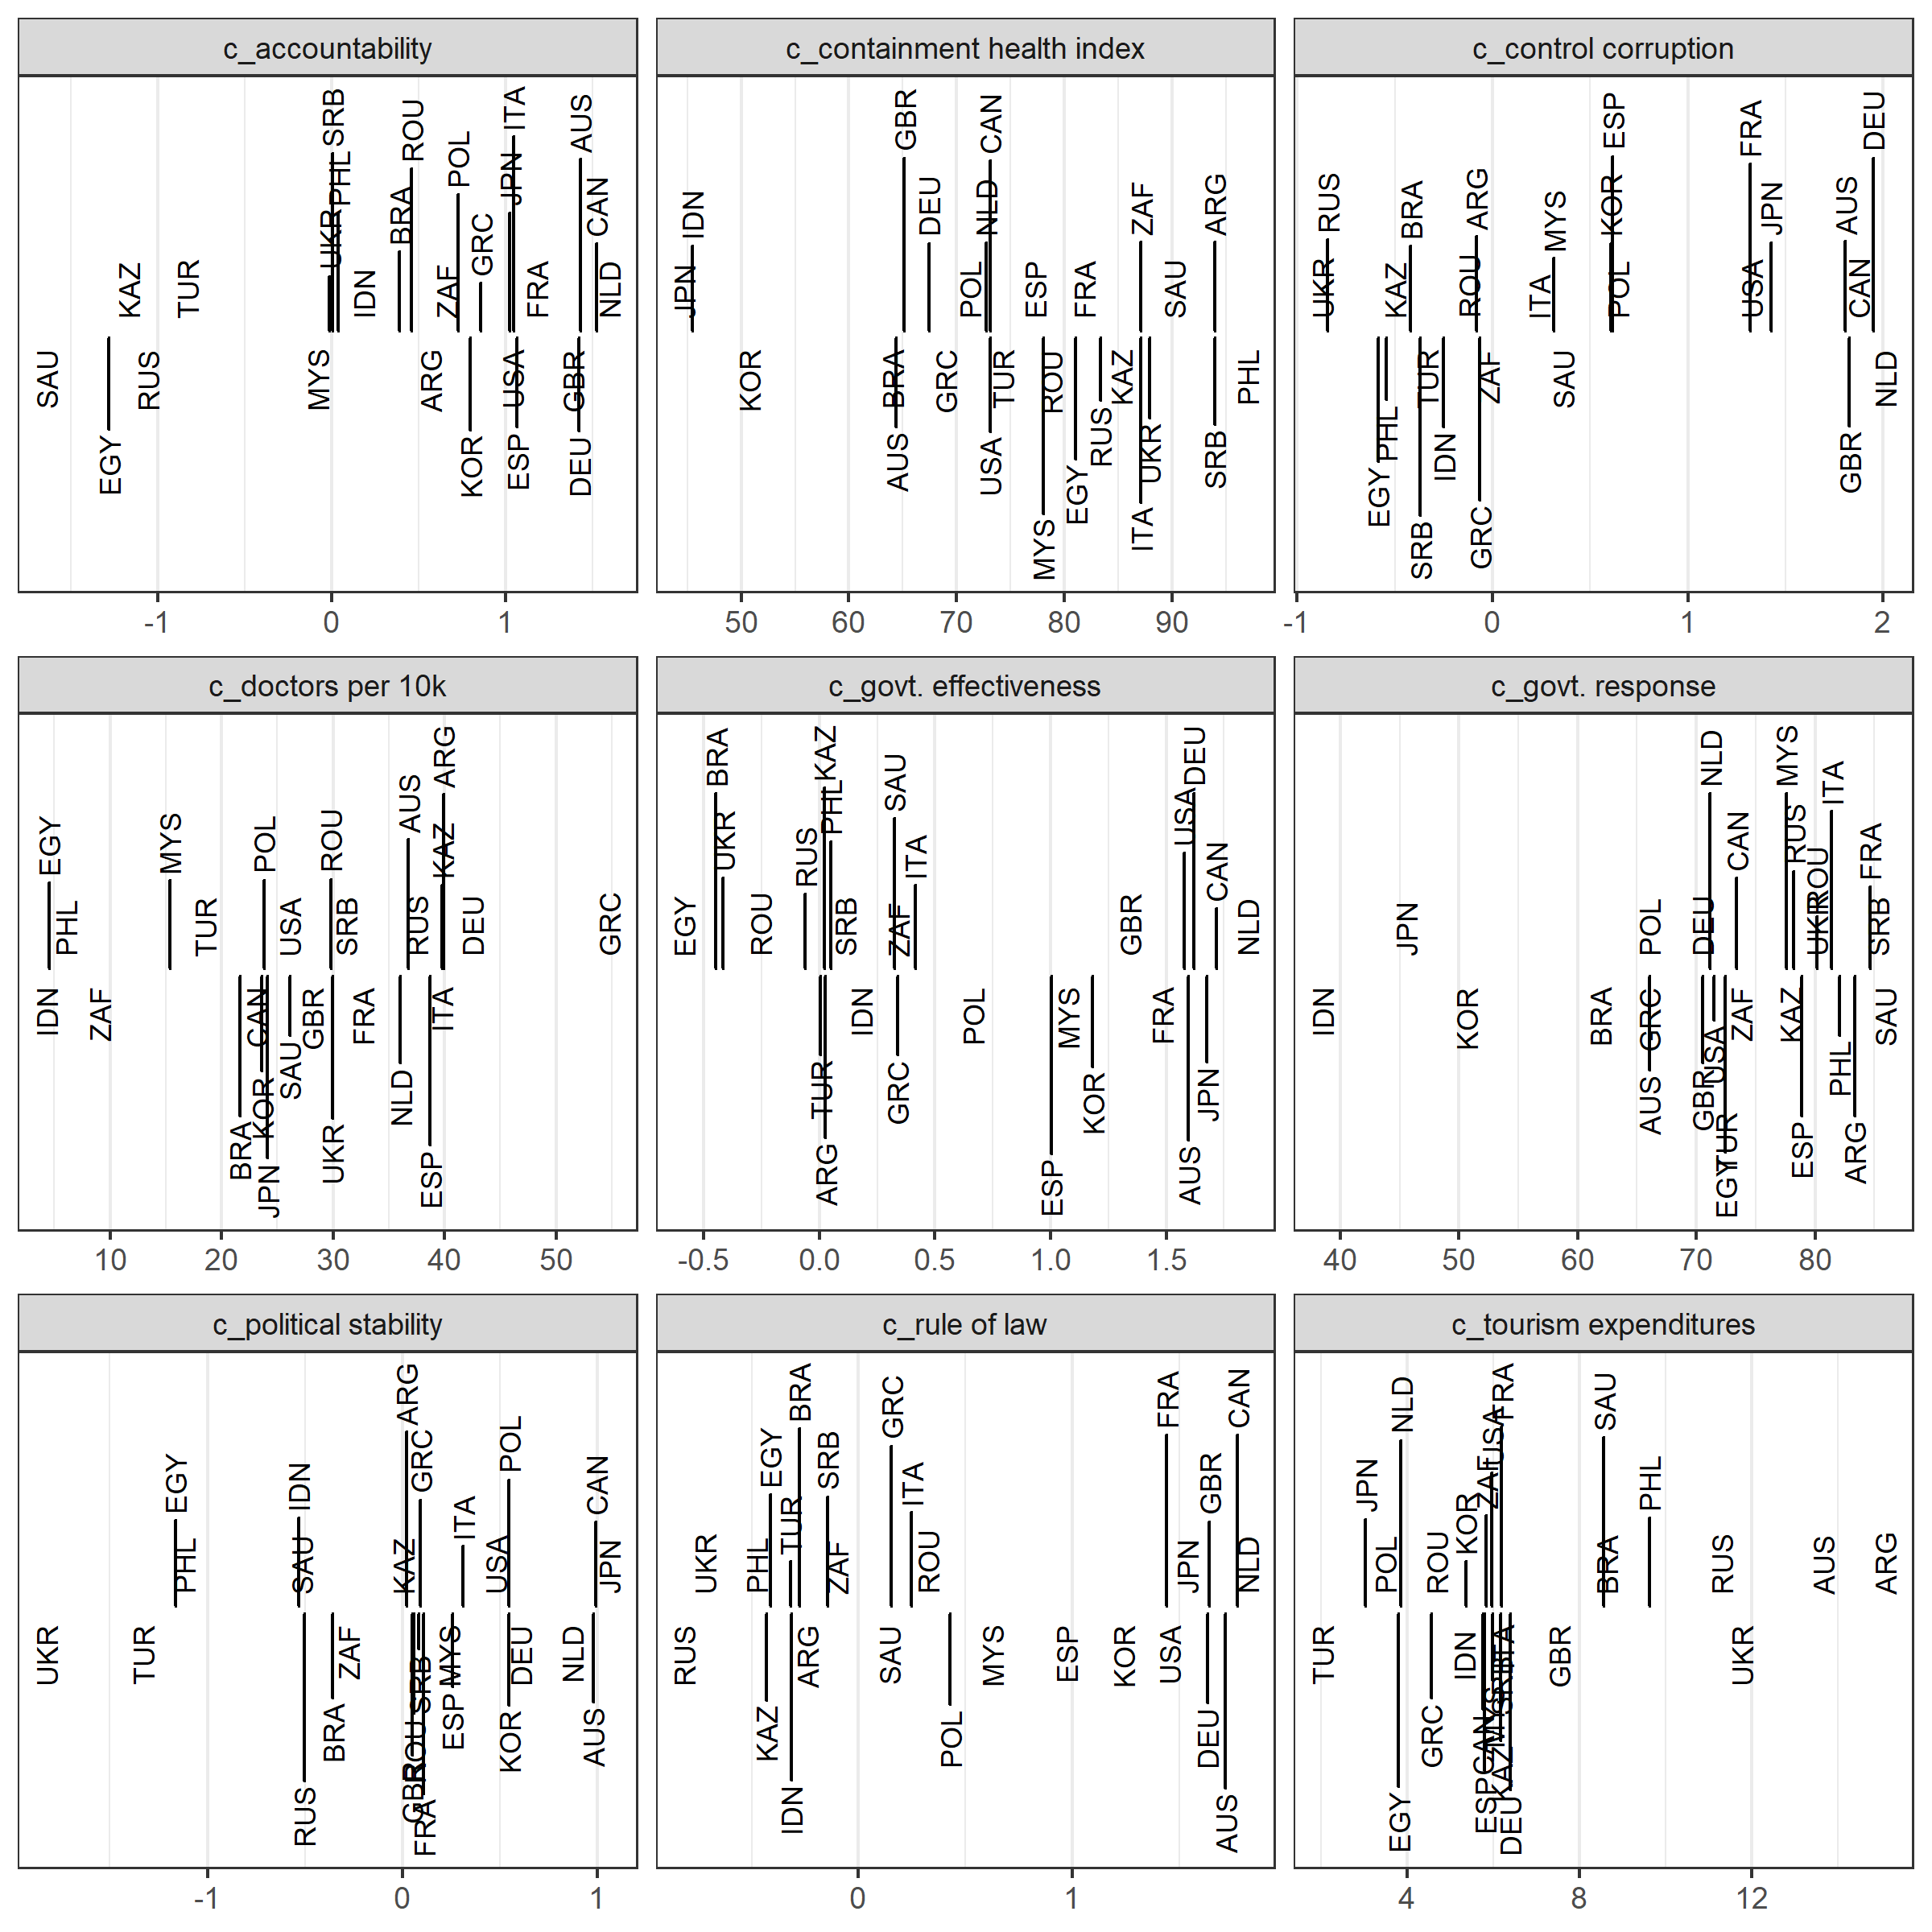 c_accountability
SRB ITA AUS
ROU POL PHL JPN
UKR BRA GRC CAN
KAZ TUR IDN ZAF FRA NLD
SAU RUS MYS ARG USA GBR
EGY KOR ESP DEU
-1 0 1
c_containment health index
GBR CAN
IDN DEU NLD ZAF ARG
JPN POL ESP FRA SAU
KOR BRA GRC TUR ROU KAZ PHL
AUS USA RUS UKR SRB
MYS EGY ITA
50 60 70 80 90
c_control corruption
ESP FRA DEU
RUS BRA ARG MYS KOR JPN AUS
UKR KAZ ROU ITA POL USA CAN
PHL TUR ZAF SAU NLD
EGY IDN GBR
SRB GRC
-1 0 1 2
c_doctors per 10k
ARG
EGY MYS POL ROU AUS KAZ
PHL TUR USA SRB RUS DEU GRC
IDN ZAF CAN GBR FRA ITA
KOR SAU NLD
BRA JPN UKR ESP
10 20 30 40 50
c_govt. effectiveness
BRA KAZ SAU DEU
UKR RUS PHL ITA USA CAN
EGY ROU SRB ZAF GBR NLD
IDN POL MYS FRA
TUR GRC KOR JPN
ARG ESP AUS
-0.5 0.0 0.5 1.0 1.5
c_govt. response
NLD MYS ITA
CAN RUS ROU FRA
JPN POL DEU UKR SRB
IDN KOR BRA GRC ZAF KAZ SAU
AUS GBR USA PHL
EGY TUR ESP ARG
40 50 60 70 80
c_political stability
ARG
EGY IDN GRC ITA POL CAN
PHL SAU KAZ USA JPN
UKR TUR ZAF SRB MYS DEU NLD
BRA ROU ESP KOR AUS
RUS GBR FRA
-1 0 1
c_rule of law
BRA GRC FRA CAN
EGY TUR SRB ITA GBR
UKR PHL ZAF ROU JPN NLD
RUS ARG SAU MYS ESP KOR USA
KAZ POL DEU
IDN AUS
0 1
c_tourism expenditures
NLD FRA SAU
JPN KOR ZAF USA PHL
POL ROU BRA RUS AUS ARG
TUR IDN SRB ITA GBR UKR
GRC CAN MYS
EGY ESP KAZ DEU
4 8 12